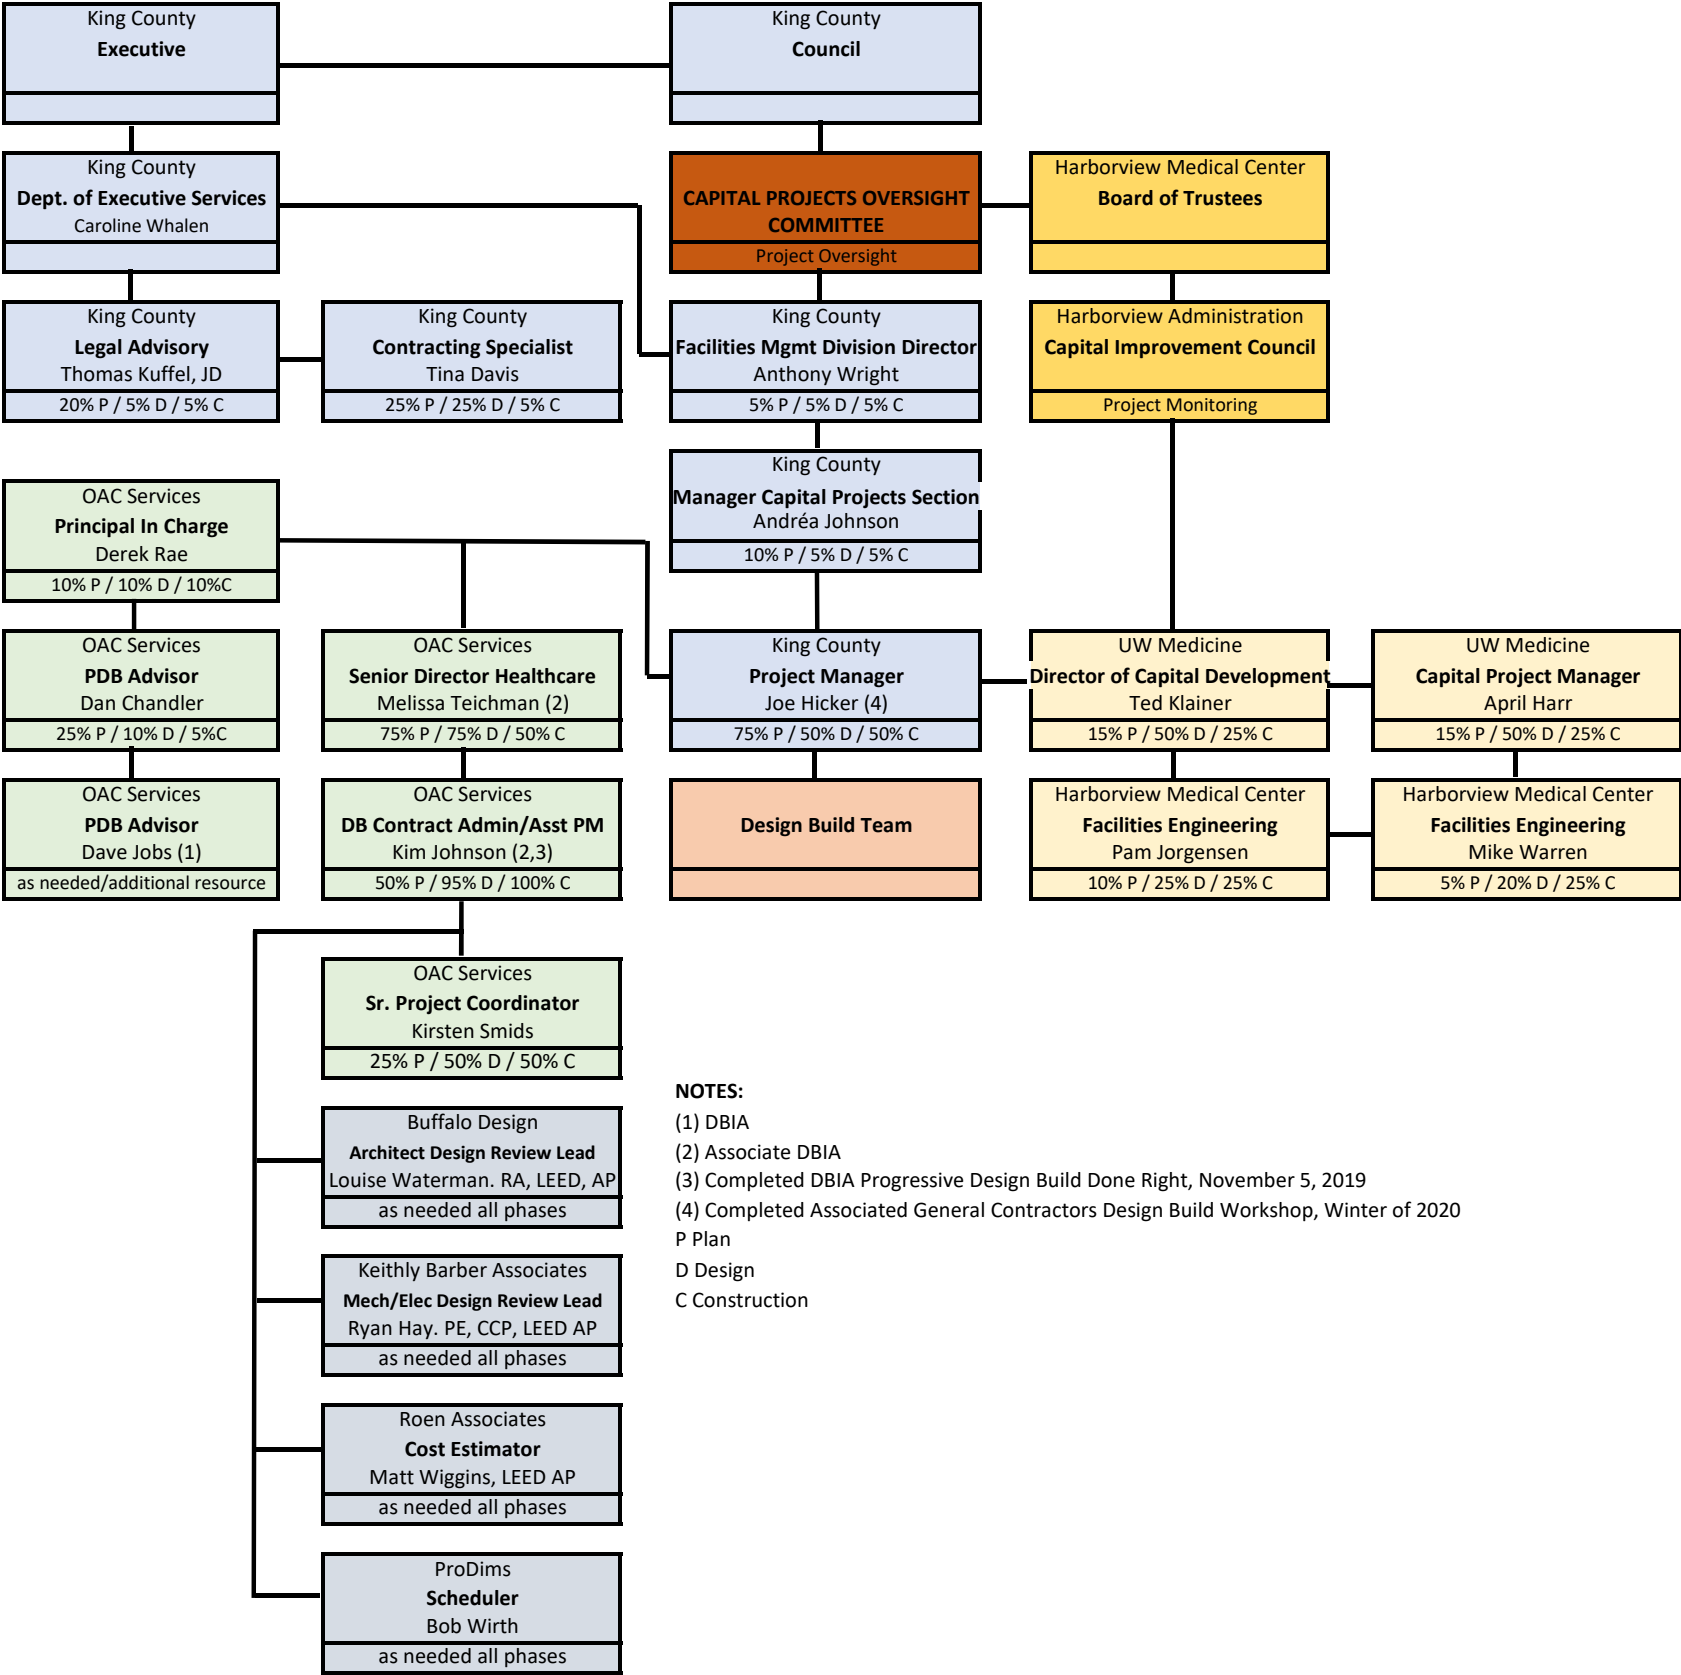 King County
Executive
King County
Council
King County
Dept. of Executive Services
Caroline Whalen
CAPITAL PROJECTS OVERSIGHT
COMMITTEE
Project Oversight
Harborview Medical Center
Board of Trustees
King County
Legal Advisory
Thomas Kuffel, JD
20% P / 5% D / 5% C
King County
Contracting Specialist
Tina Davis
25% P / 25% D / 5% C
King County
Facilities Mgmt Division Director
Anthony Wright
5% P / 5% D / 5% C
Harborview Administration
Capital Improvement Council
Project Monitoring
King County
Manager Capital Projects Section
Andréa Johnson
10% P / 5% D / 5% C
OAC Services
Principal In Charge
Derek Rae
10% P / 10% D / 10%C
OAC Services
PDB Advisor
Dan Chandler
25% P / 10% D / 5%C
OAC Services
Senior Director Healthcare
Melissa Teichman (2)
75% P / 75% D / 50% C
King County
Project Manager
Joe Hicker (4)
75% P / 50% D / 50% C
UW Medicine
Director of Capital Development
Ted Klainer
15% P / 50% D / 25% C
UW Medicine
Capital Project Manager
April Harr
15% P / 50% D / 25% C
OAC Services
PDB Advisor
Dave Jobs (1)
as needed/additional resource
OAC Services
DB Contract Admin/Asst PM
Kim Johnson (2,3)
50% P / 95% D / 100% C
Design Build Team
Harborview Medical Center
Facilities Engineering
Pam Jorgensen
10% P / 25% D / 25% C
Harborview Medical Center
Facilities Engineering
Mike Warren
5% P / 20% D / 25% C
OAC Services
Sr. Project Coordinator
Kirsten Smids
25% P / 50% D / 50% C
Buffalo Design
Architect Design Review Lead
Louise Waterman. RA, LEED, AP
as needed all phases
Keithly Barber Associates
Mech/Elec Design Review Lead
Ryan Hay. PE, CCP, LEED AP
as needed all phases
Roen Associates
Cost Estimator
Matt Wiggins, LEED AP
as needed all phases
ProDims
Scheduler
Bob Wirth
as needed all phases
NOTES:
(1) DBIA
(2) Associate DBIA
(3) Completed DBIA Progressive Design Build Done Right, November 5, 2019
(4) Completed Associated General Contractors Design Build Workshop, Winter of 2020
P Plan
D Design
C Construction